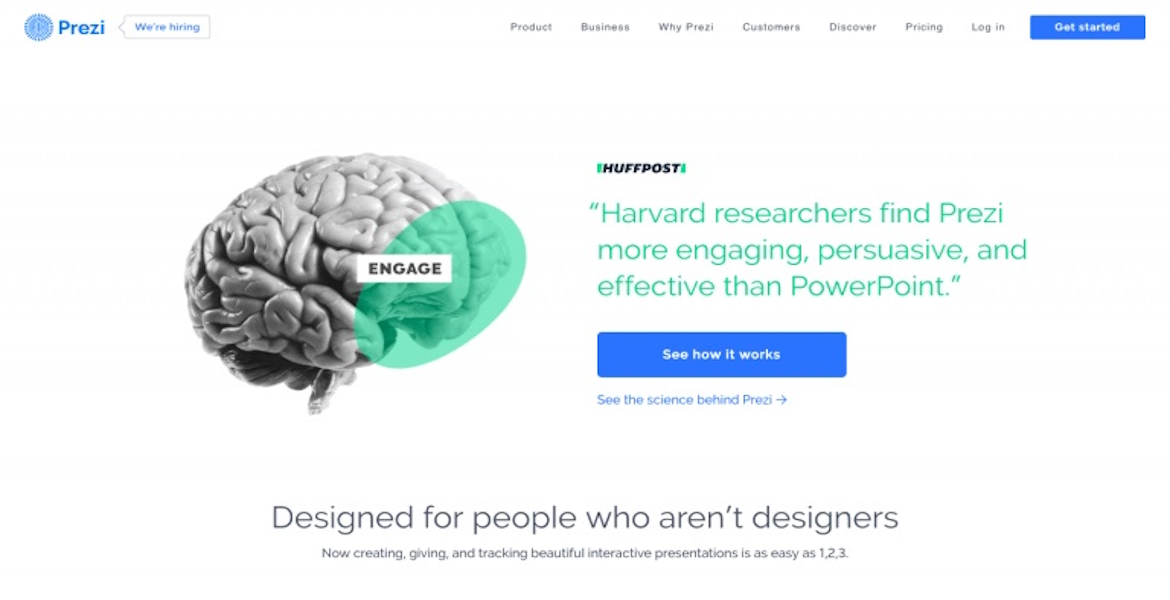 Prezi
We're hiring
Product
Business
Why Prezi
Customers
Discover
Pricing
Log in
Get started
ENGAGE
HUFFPOST
“Harvard researchers find Prezi
more engaging, persuasive, and
effective than PowerPoint.”
See how it works
See the science behind Prezi →
Designed for people who aren’t designers
Now creating, giving, and tracking beautiful interactive presentations is as easy as 1,2,3.